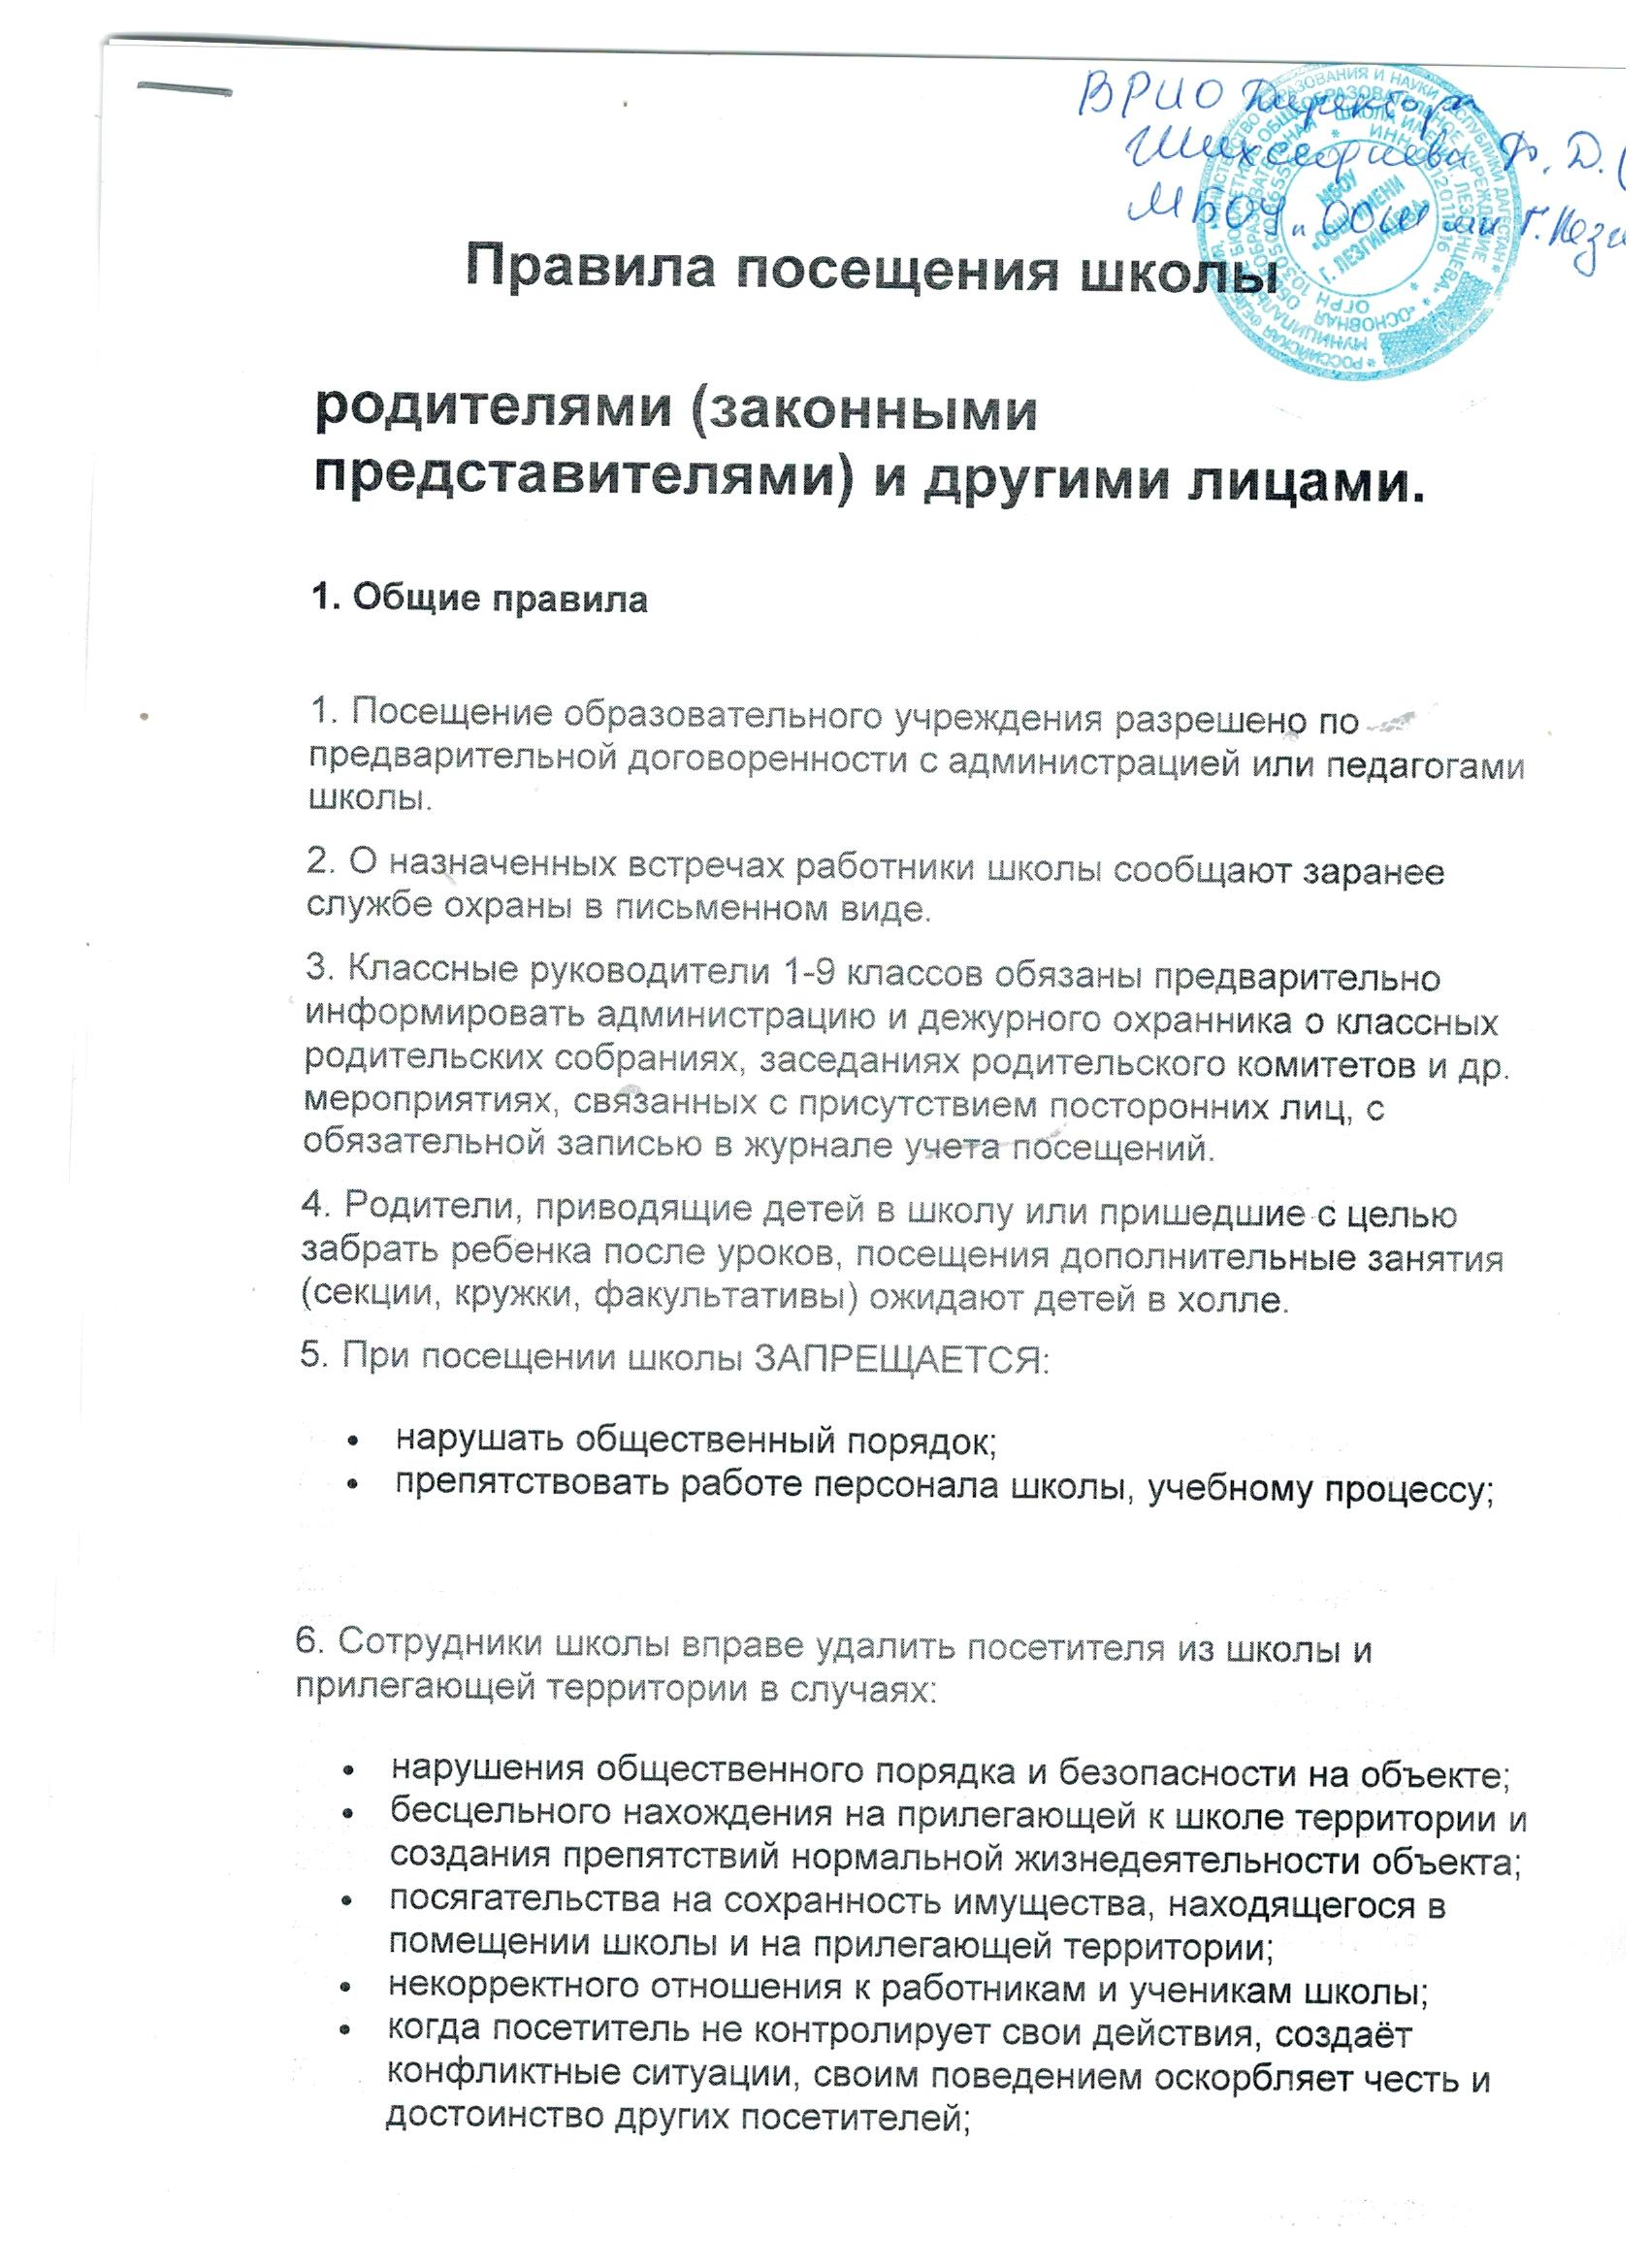 ВРИО Директора
Шихсефиева Ф. Д.
МБОУ "ООШ им Г.
МБОУ
«ООШ ИМЕНИ
Г. ЛЕЗГИНЦЕВА»
Правила посещения школы
родителями (законными
представителями) и другими лицами.
1. Общие правила
1. Посещение образовательного учреждения разрешено по
предварительной договоренности с администрацией или педагогами
школы.
2. О назначенных встречах работники школы сообщают заранее
службе охраны в письменном виде.
3. Классные руководители 1-9 классов обязаны предварительно
информировать администрацию и дежурного охранника о классных
родительских собраниях, заседаниях родительского комитетов и др.
мероприятиях, связанных с присутствием посторонних лиц, с
обязательной записью в журнале учета посещений.
4. Родители, приводящие детей в школу или пришедшие с целью
забрать ребенка после уроков, посещения дополнительные занятия
(секции, кружки, факультативы) ожидают детей в холле.
5. При посещении школы ЗАПРЕЩАЕТСЯ:
• нарушать общественный порядок;
• препятствовать работе персонала школы, учебному процессу;
6. Сотрудники школы вправе удалить посетителя из школы и
прилегающей территории в случаях:
• нарушения общественного порядка и безопасности на объекте;
• бесцельного нахождения на прилегающей к школе территории и
создания препятствий нормальной жизнедеятельности объекта;
• посягательства на сохранность имущества, находящегося в
помещении школы и на прилегающей территории;
• некорректного отношения к работникам и ученикам школы;
• когда посетитель не контролирует свои действия, создаёт
конфликтные ситуации, своим поведением оскорбляет честь и
достоинство других посетителей;